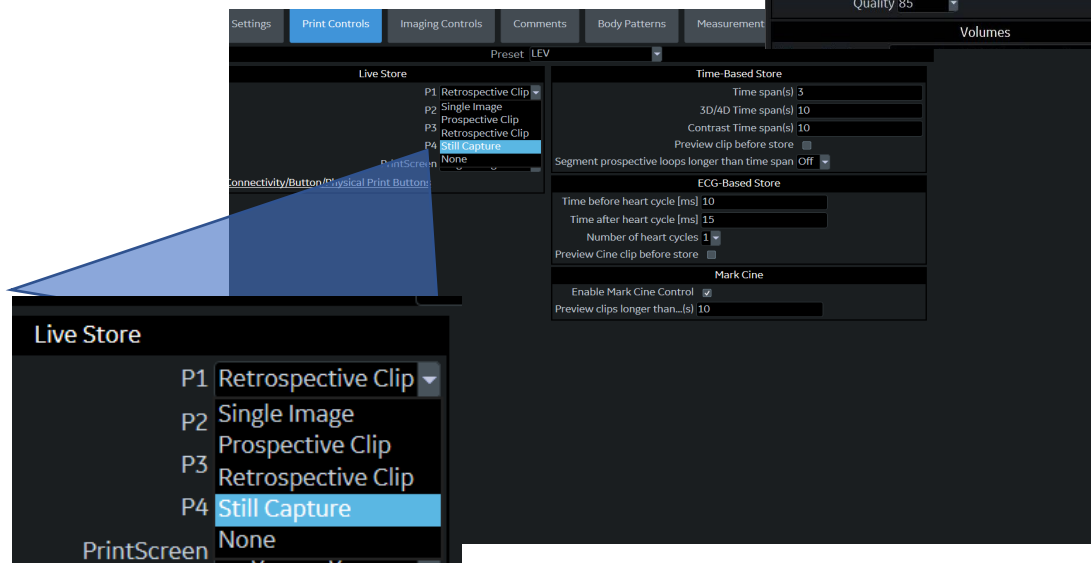 Quality 85
Volumes
Settings Print Controls Imaging Controls Comments Body Patterns Measurement
Preset LEV
Live Store
P1 Retrospective Clip
P2 Single Image
Prospective Clip
P3 Retrospective Clip
P4 Still Capture
PrintScreen None
Connectivity/Button/Physical Print Buttons
Time-Based Store
Time span(s) 3
3D/4D Time span(s) 10
Contrast Time span(s) 10
Preview clip before store
Segment prospective loops longer than time span Off
ECG-Based Store
Time before heart cycle [ms] 10
Time after heart cycle [ms] 15
Number of heart cycles 1
Preview Cine clip before store
Mark Cine
Enable Mark Cine Control
Preview clips longer than...(s) 10
Live Store
P1 Retrospective Clip
P2 Single Image
Prospective Clip
P3 Retrospective Clip
P4 Still Capture
PrintScreen None